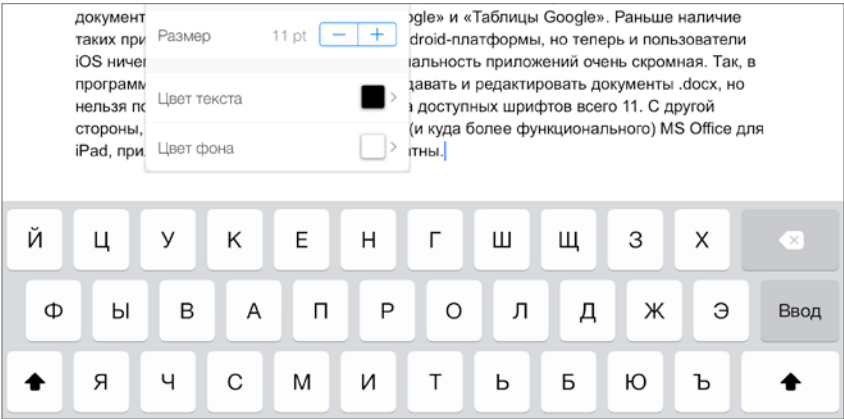 документ ogle» и «Таблицы Google». Раньше наличие
таких при droid-платформы, но теперь и пользователи
iOS ничег альность приложений очень скромная. Так, в
программ давать и редактировать документы .docx, но
нельзя по доступных шрифтов всего 11. С другой
стороны, (и куда более функционального) MS Office для
iPad, при тны.
Размер 11 pt − +
Цвет текста
Цвет фона
Й Ц У К Е Н Г Ш Щ З Х
Ф Ы В А П Р О Л Д Ж Э Ввод
Я Ч С М И Т Ь Б Ю Ъ